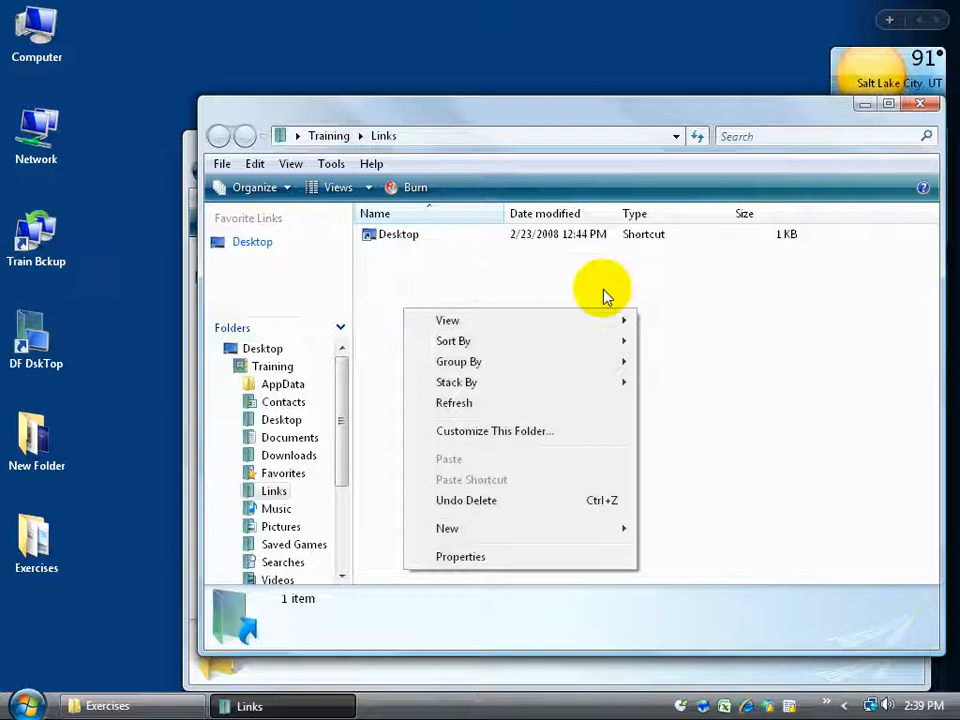 Computer
Network
Train Bckup
DF DskTop
New Folder
Exercises
91°
Salt Lake City, UT
Training Links
Search
File Edit View Tools Help
Organize Views Burn
Favorite Links
Desktop
Folders
Desktop
Training
AppData
Contacts
Desktop
Documents
Downloads
Favorites
Links
Music
Pictures
Saved Games
Searches
Videos
Name Date modified Type Size
Desktop 2/23/2008 12:44 PM Shortcut 1 KB
View
Sort By
Group By
Stack By
Refresh
Customize This Folder...
Paste
Paste Shortcut
Undo Delete Ctrl+Z
New
Properties
1 item
Exercises
Links
2:39 PM